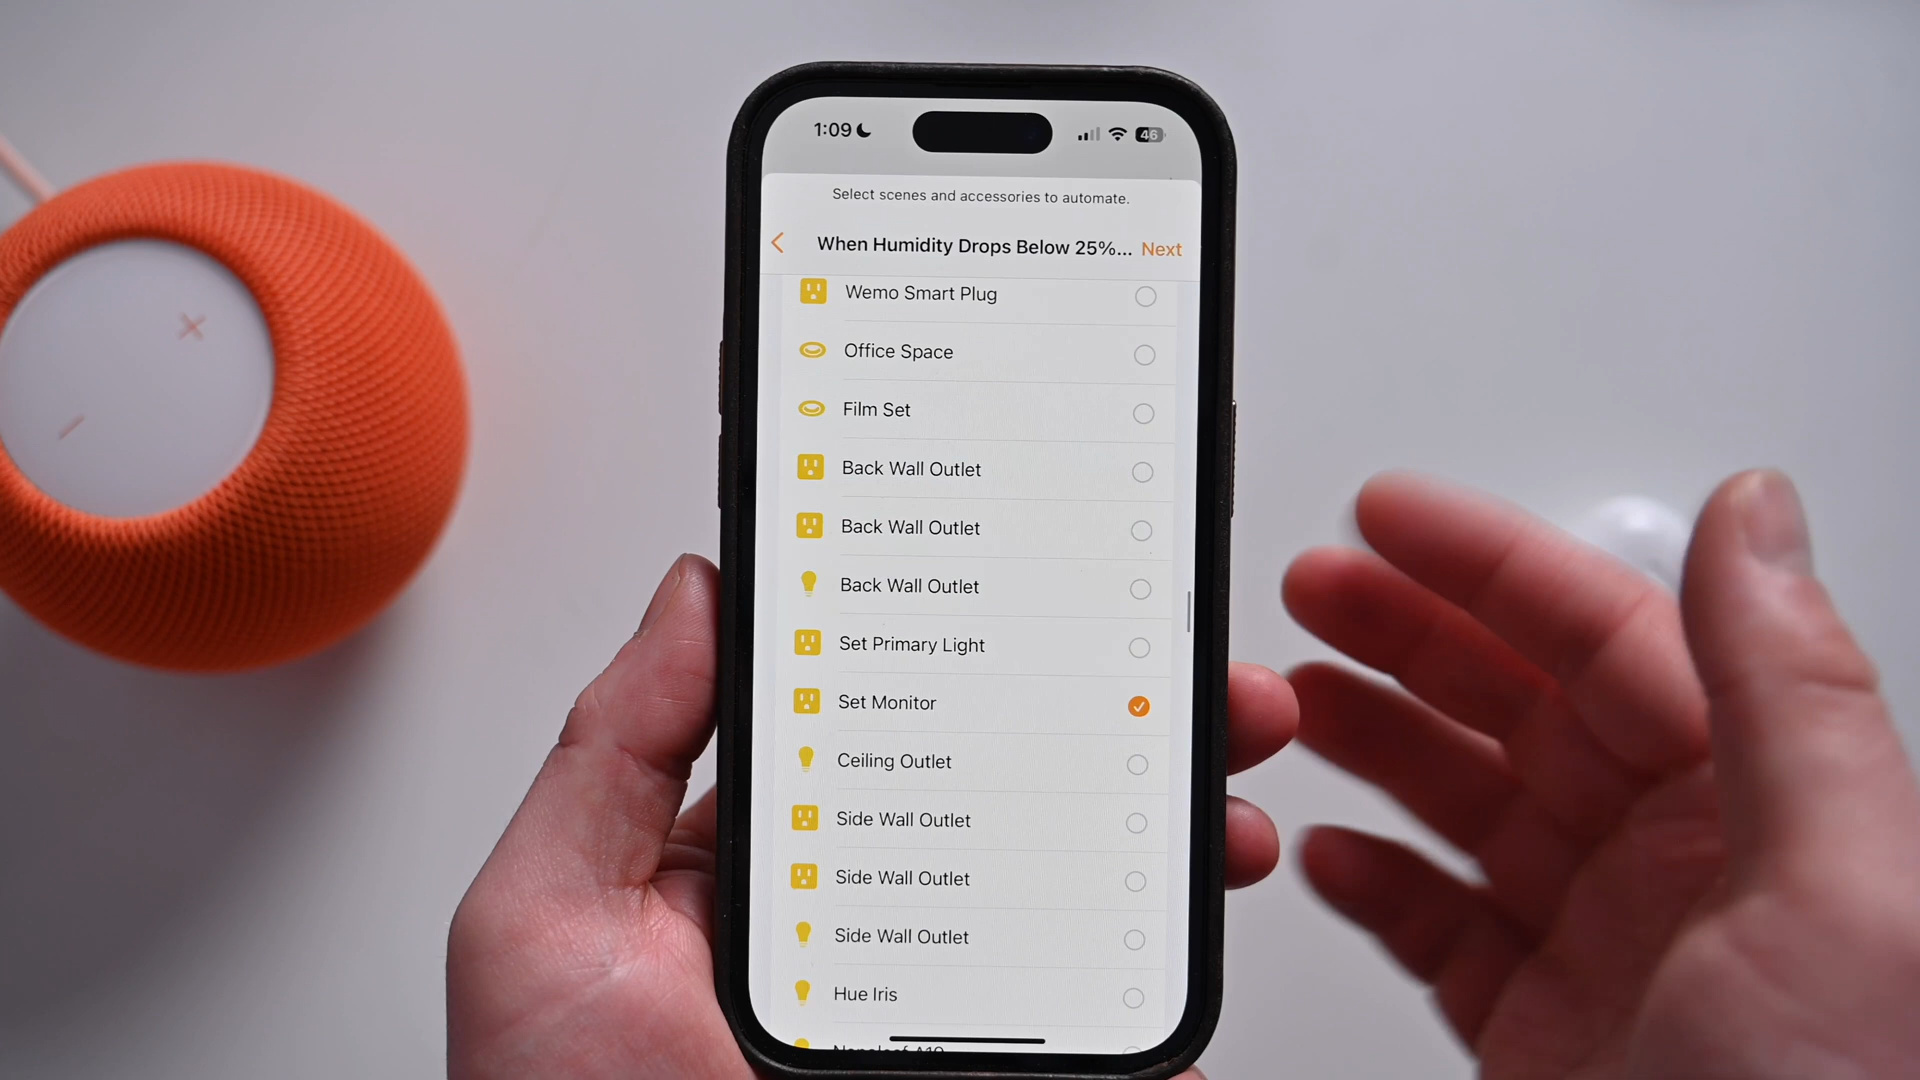 1:09
46
Select scenes and accessories to automate.
When Humidity Drops Below 25%... Next
Wemo Smart Plug
Office Space
Film Set
Back Wall Outlet
Back Wall Outlet
Back Wall Outlet
Set Primary Light
Set Monitor
Ceiling Outlet
Side Wall Outlet
Side Wall Outlet
Side Wall Outlet
Hue Iris
Nanoleaf A19